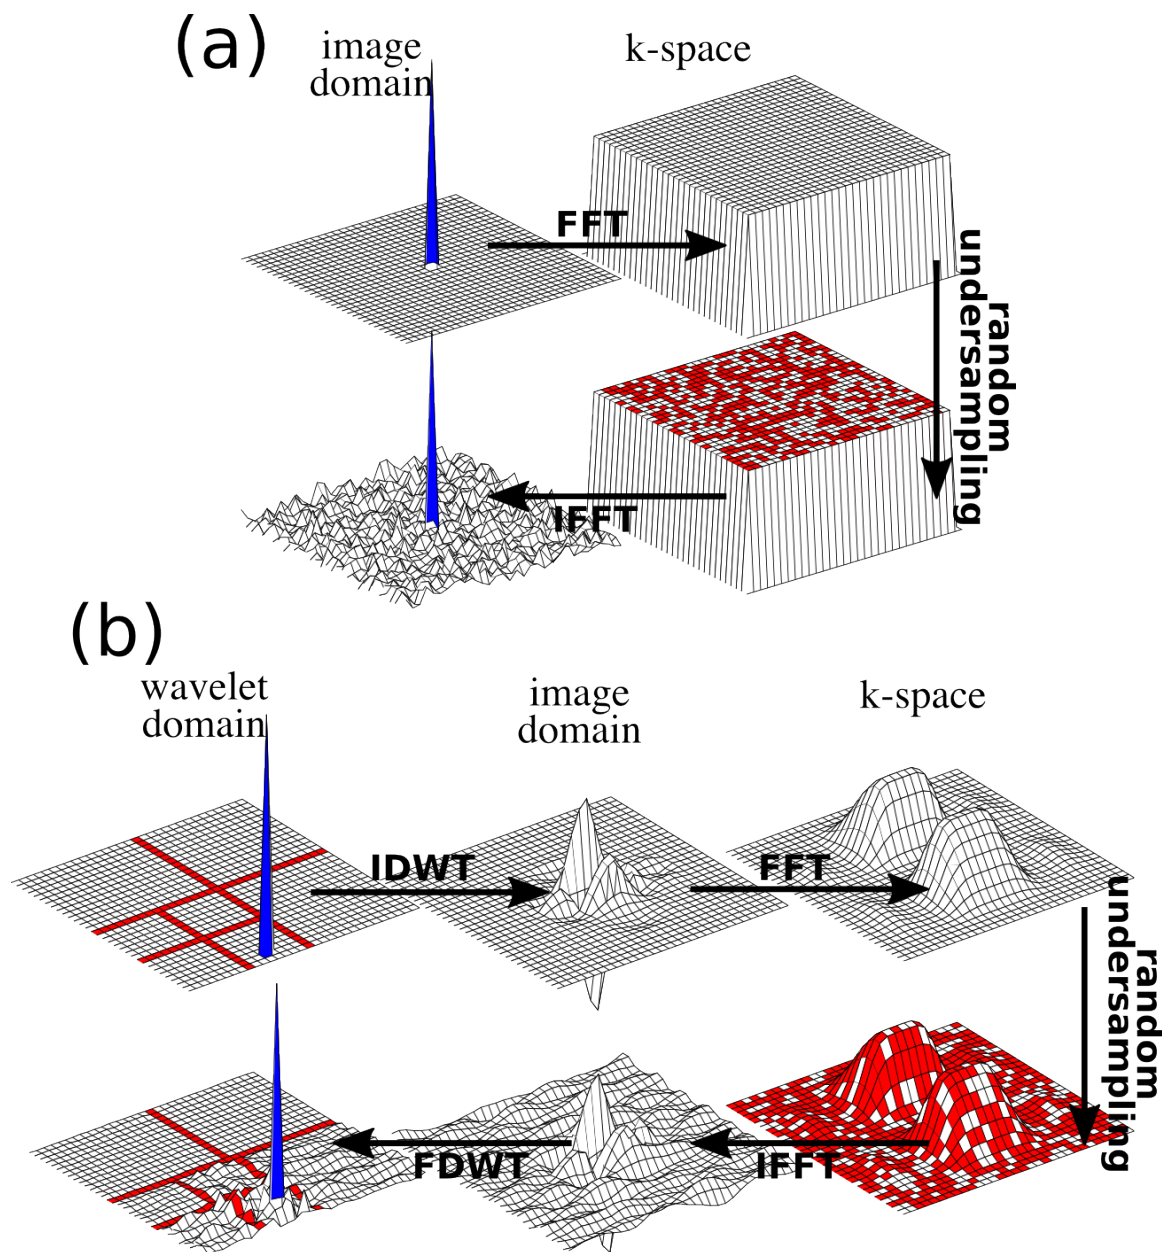 (a)
image
domain
k-space
FFT
random
undersampling
IFFT
(b)
wavelet
domain
image
domain
k-space
IDWT
FFT
random
undersampling
FDWT
IFFT